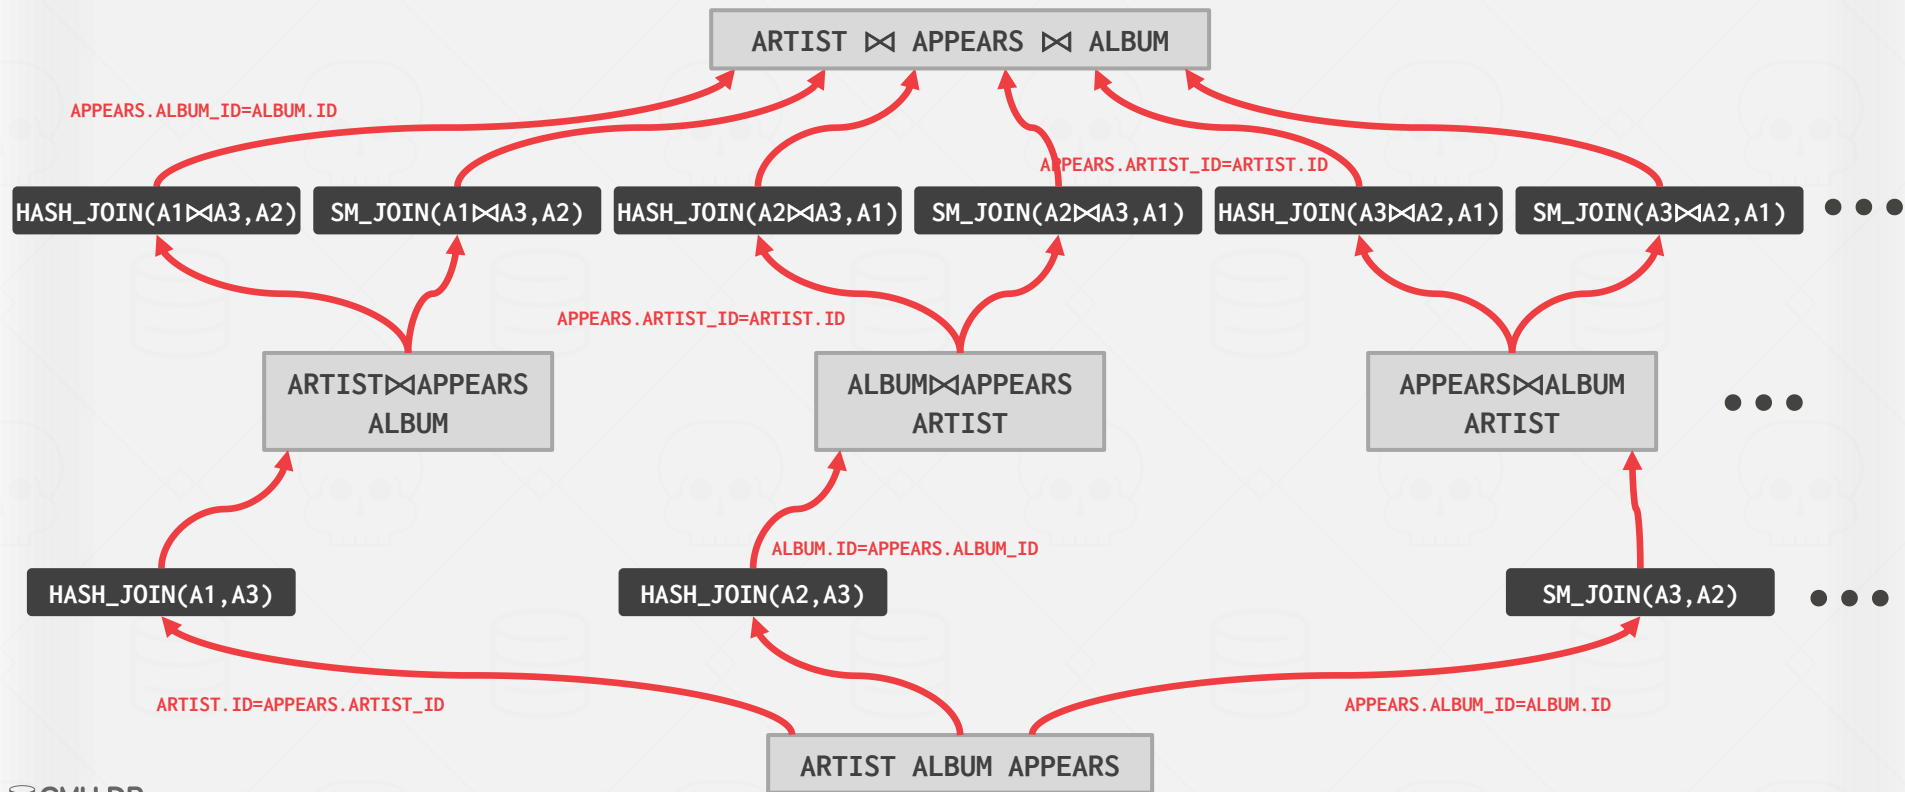 ARTIST ⋈ APPEARS ⋈ ALBUM
APPEARS.ALBUM_ID=ALBUM.ID
APPEARS.ARTIST_ID=ARTIST.ID
HASH_JOIN(A1⋈A3,A2)
SM_JOIN(A1⋈A3,A2)
HASH_JOIN(A2⋈A3,A1)
SM_JOIN(A2⋈A3,A1)
HASH_JOIN(A3⋈A2,A1)
SM_JOIN(A3⋈A2,A1)
APPEARS.ARTIST_ID=ARTIST.ID
ARTIST⋈APPEARS
ALBUM
ALBUM⋈APPEARS
ARTIST
APPEARS⋈ALBUM
ARTIST
ALBUM.ID=APPEARS.ALBUM_ID
HASH_JOIN(A1,A3)
HASH_JOIN(A2,A3)
SM_JOIN(A3,A2)
ARTIST.ID=APPEARS.ARTIST_ID
APPEARS.ALBUM_ID=ALBUM.ID
ARTIST ALBUM APPEARS